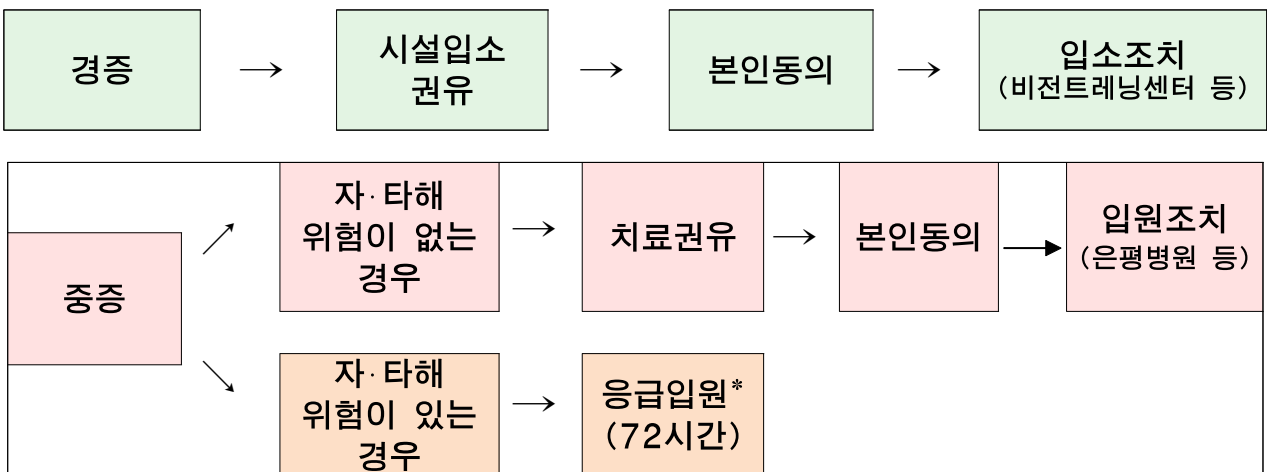 경증
→
시설입소
권유
→
본인동의
→
입소조치
(비전트레닝센터 등)
중증
↗
자·타해
위험이 없는
경우
→
치료권유
→
본인동의
→
입원조치
(은평병원 등)
↘
자·타해
위험이 있는
경우
→
응급입원*
(72시간)